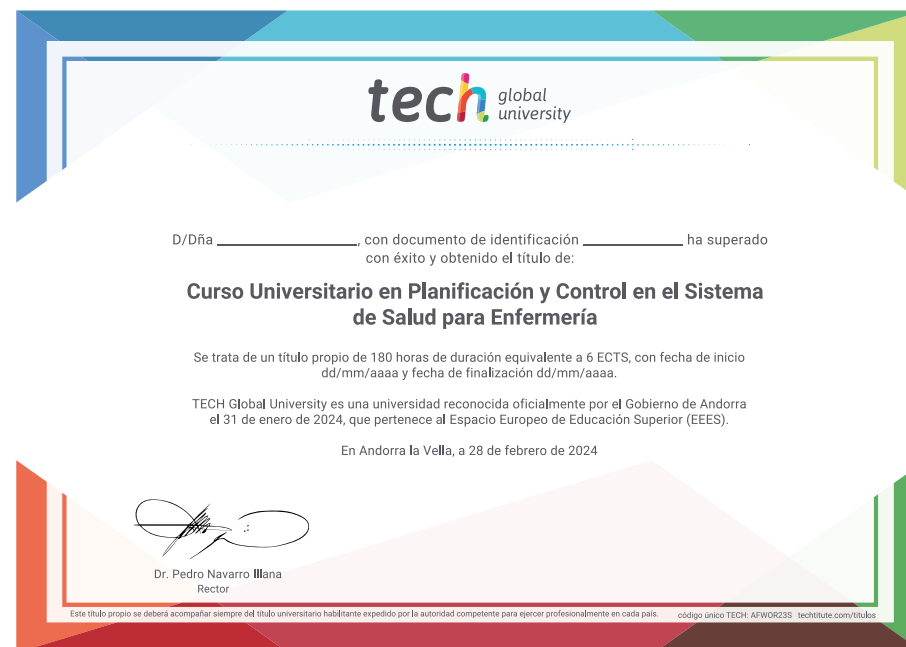 tech global university
D/Dña ____________, con documento de identificación ____________ ha superado
con éxito y obtenido el título de:
Curso Universitario en Planificación y Control en el Sistema
de Salud para Enfermería
Se trata de un título propio de 180 horas de duración equivalente a 6 ECTS, con fecha de inicio
dd/mm/aaaa y fecha de finalización dd/mm/aaaa.
TECH Global University es una universidad reconocida oficialmente por el Gobierno de Andorra
el 31 de enero de 2024, que pertenece al Espacio Europeo de Educación Superior (EEES).
En Andorra la Vella, a 28 de febrero de 2024
Dr. Pedro Navarro Illana
Rector
Este título propio se deberá acompañar siempre del título universitario habilitante expedido por la autoridad competente para ejercer profesionalmente en cada país. código único TECH: AFWOR23S techtitute.com/titulos